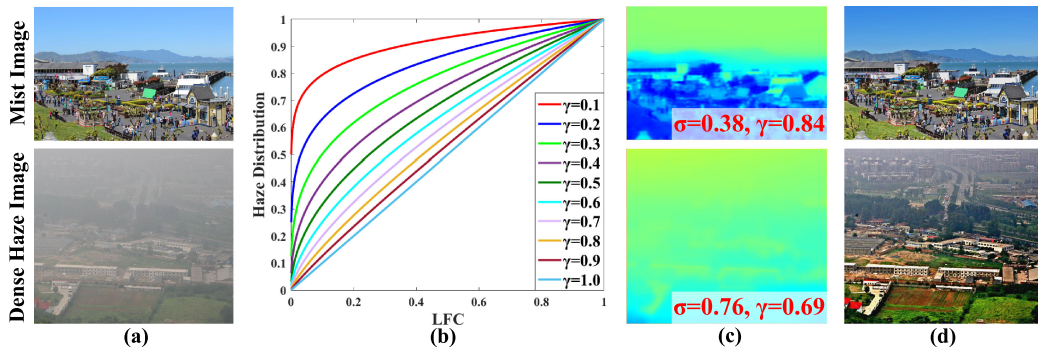 Mist Image
Dense Haze Image
(a)
Haze Distribution
1
0.9
0.8
0.7
0.6
0.5
0.4
0.3
0.2
0.1
0
0
0.2
0.4
0.6
0.8
1
LFC
γ=0.1
γ=0.2
γ=0.3
γ=0.4
γ=0.5
γ=0.6
γ=0.7
γ=0.8
γ=0.9
γ=1.0
(b)
σ=0.38, γ=0.84
σ=0.76, γ=0.69
(c)
(d)